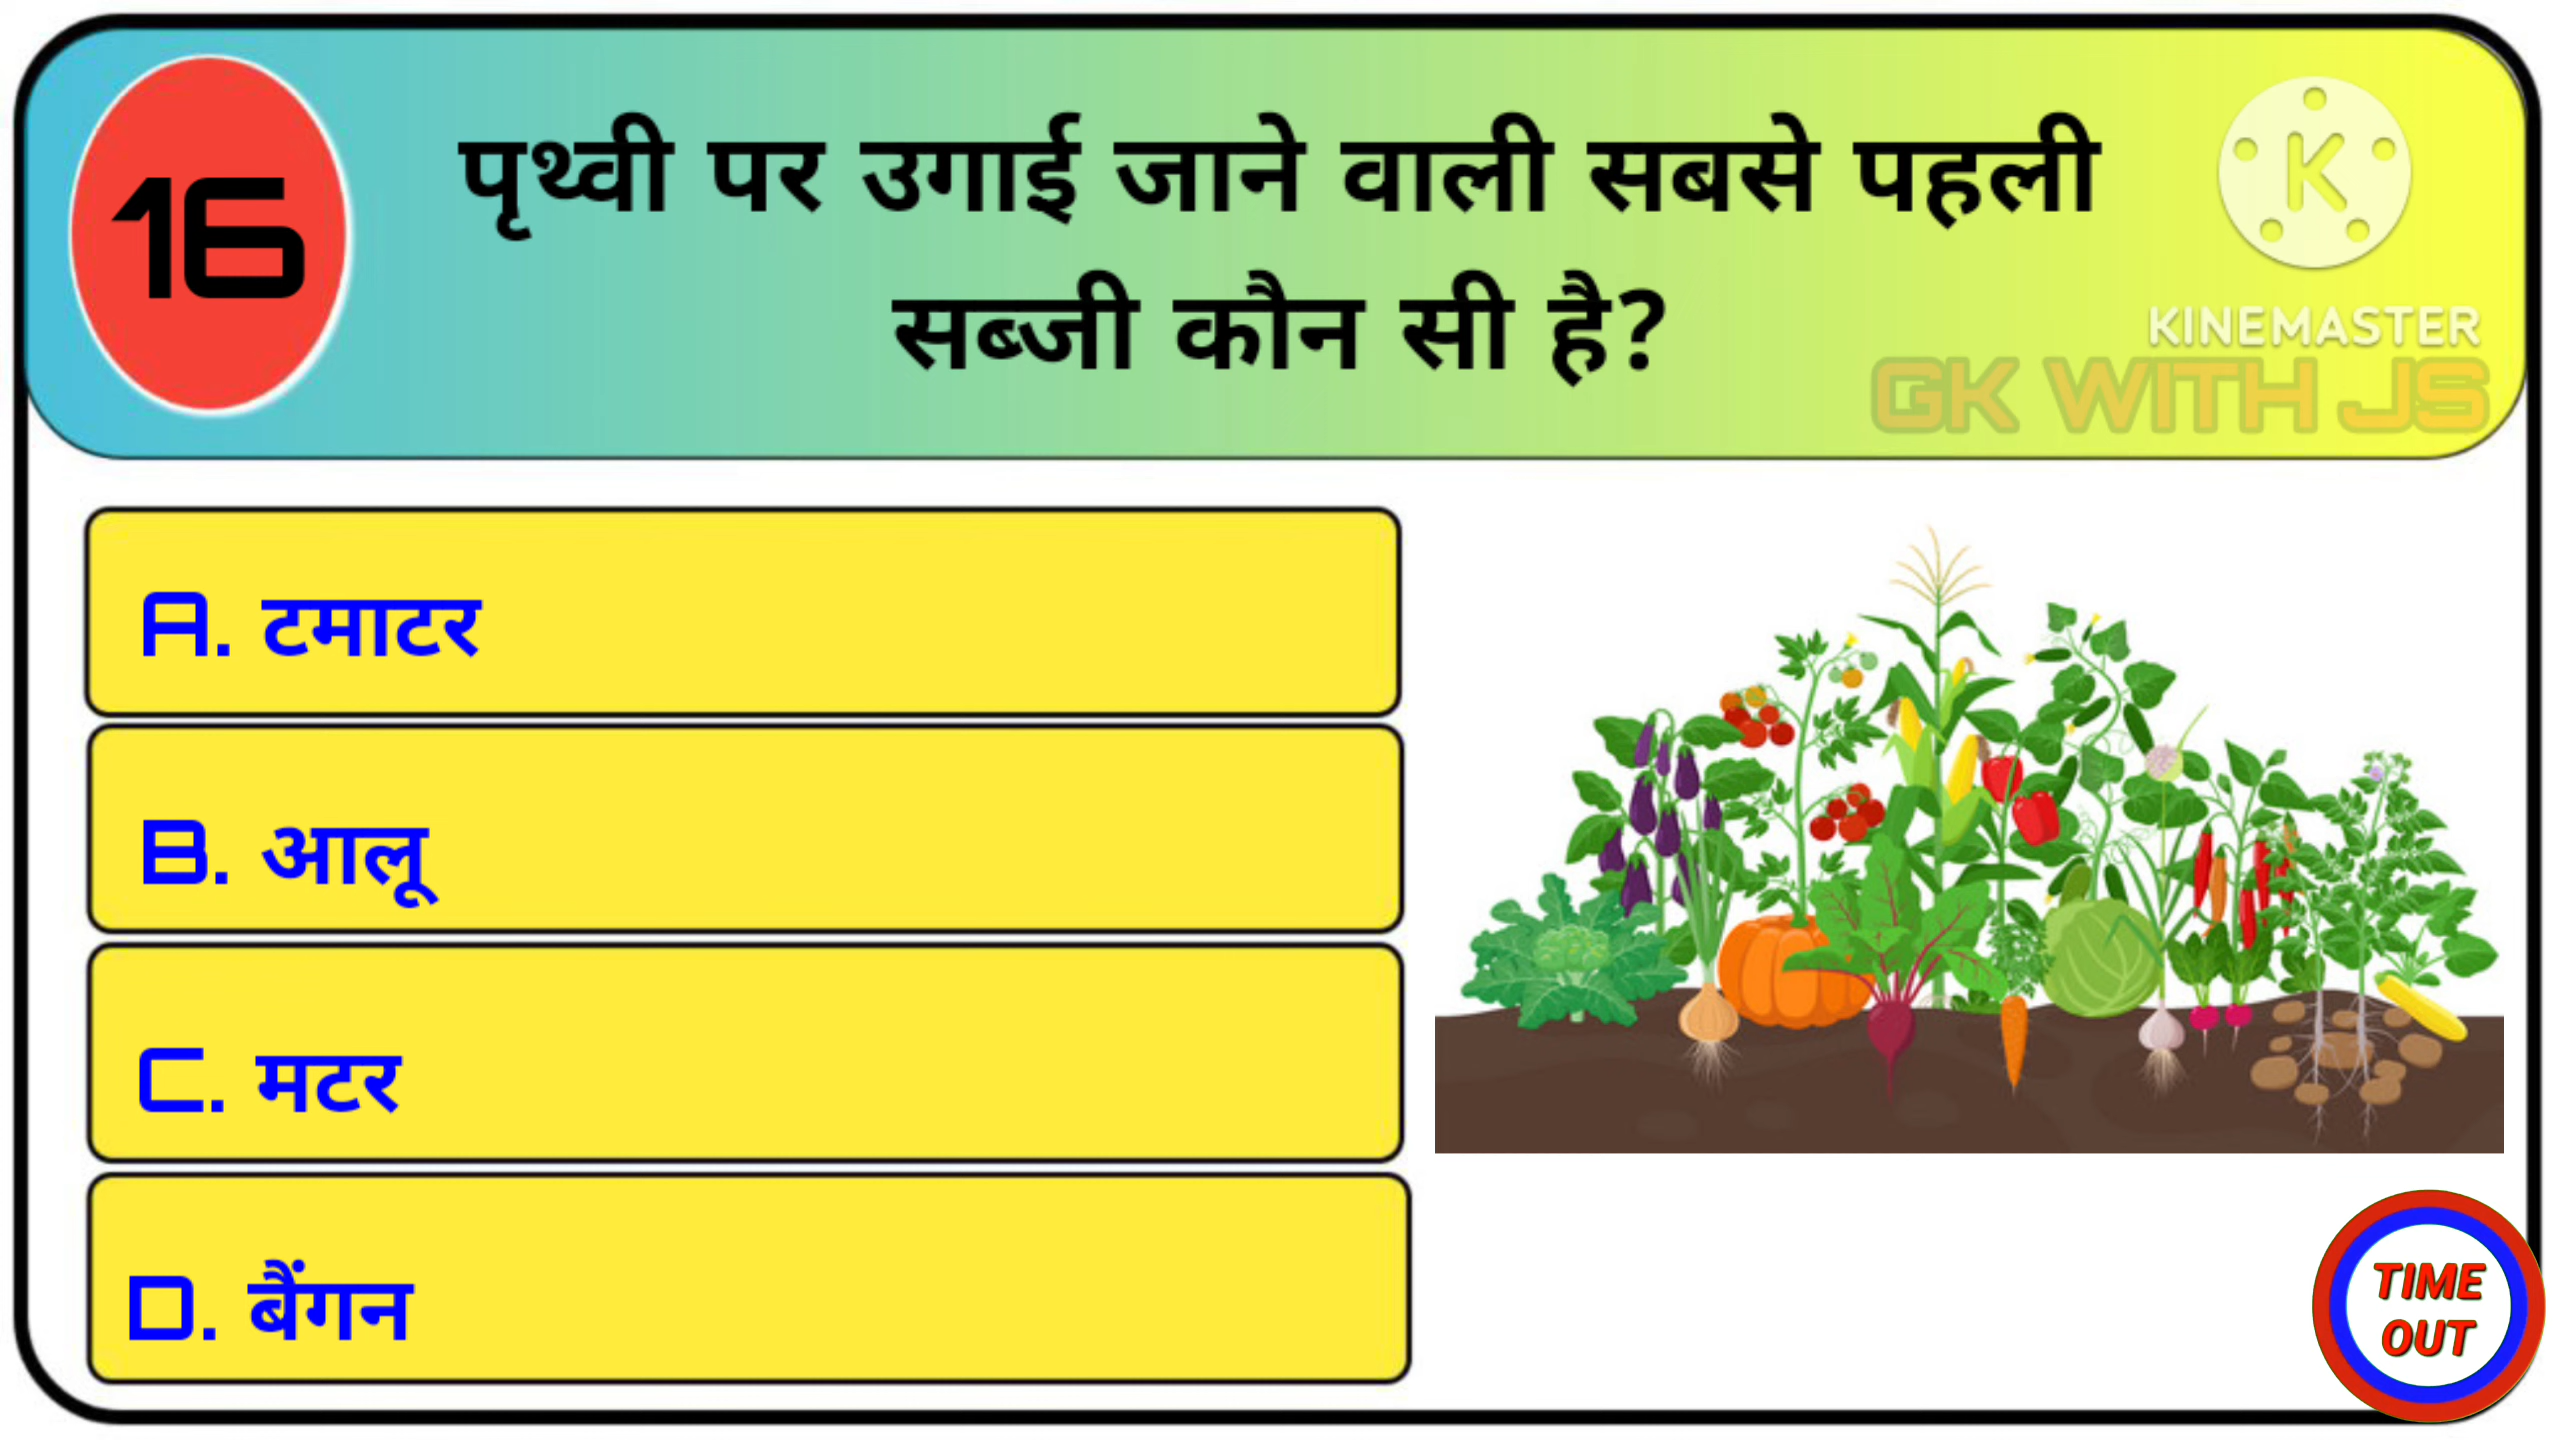 16
पृथ्वी पर उगाई जाने वाली सबसे पहली
सब्जी कौन सी है?
K
KINEMASTER
GK WITH JS
A. टमाटर
B. आलू
C. मटर
D. बैंगन
TIME
OUT